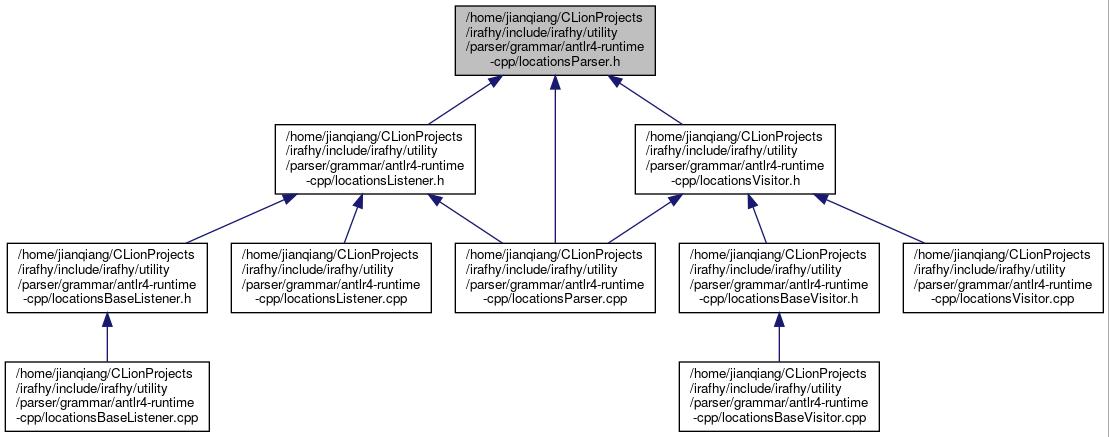 /home/jianqiang/CLionProjects
/irafhy/include/irafhy/utility
/parser/grammar/antlr4-runtime
-cpp/locationsParser.h
/home/jianqiang/CLionProjects
/irafhy/include/irafhy/utility
/parser/grammar/antlr4-runtime
-cpp/locationsListener.h
/home/jianqiang/CLionProjects
/irafhy/include/irafhy/utility
/parser/grammar/antlr4-runtime
-cpp/locationsVisitor.h
/home/jianqiang/CLionProjects
/irafhy/include/irafhy/utility
/parser/grammar/antlr4-runtime
-cpp/locationsBaseListener.h
/home/jianqiang/CLionProjects
/irafhy/include/irafhy/utility
/parser/grammar/antlr4-runtime
-cpp/locationsListener.cpp
/home/jianqiang/CLionProjects
/irafhy/include/irafhy/utility
/parser/grammar/antlr4-runtime
-cpp/locationsParser.cpp
/home/jianqiang/CLionProjects
/irafhy/include/irafhy/utility
/parser/grammar/antlr4-runtime
-cpp/locationsBaseVisitor.h
/home/jianqiang/CLionProjects
/irafhy/include/irafhy/utility
/parser/grammar/antlr4-runtime
-cpp/locationsVisitor.cpp
/home/jianqiang/CLionProjects
/irafhy/include/irafhy/utility
/parser/grammar/antlr4-runtime
-cpp/locationsBaseListener.cpp
/home/jianqiang/CLionProjects
/irafhy/include/irafhy/utility
/parser/grammar/antlr4-runtime
-cpp/locationsBaseVisitor.cpp